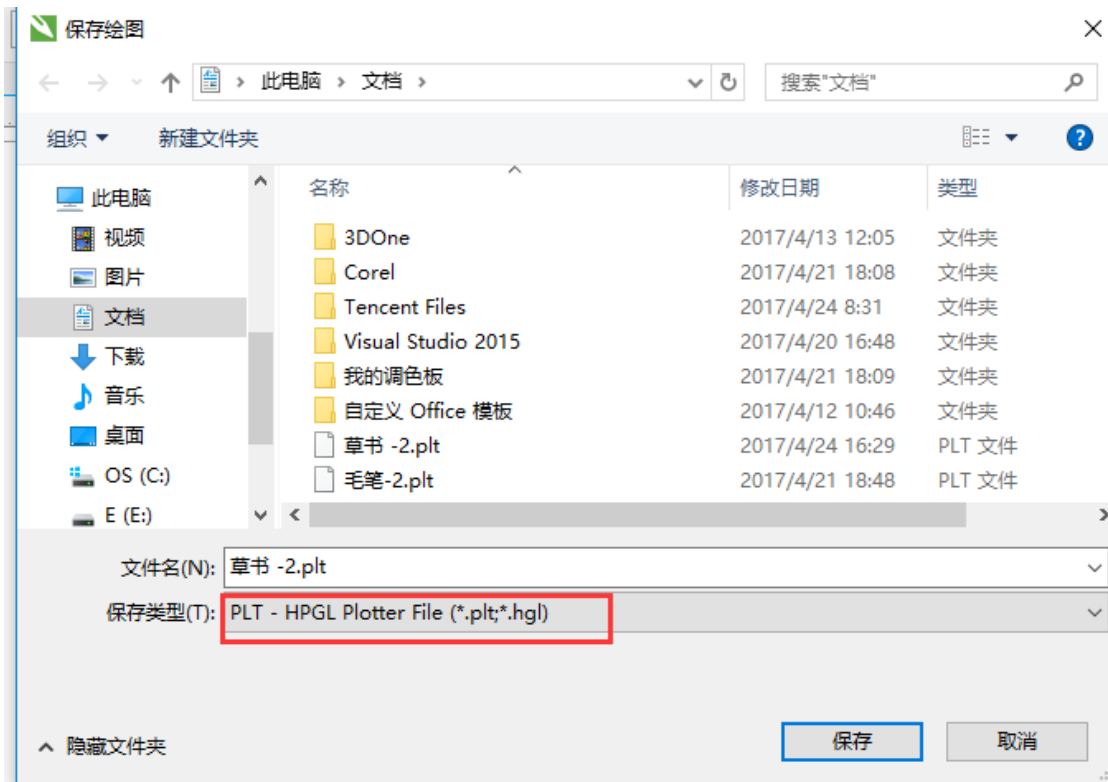 保存绘图
此电脑 › 文档 ›
搜索"文档"
组织 新建文件夹
名称 修改日期 类型
此电脑
视频
图片
文档
下载
音乐
桌面
OS (C:)
E (E:)
3DOne 2017/4/13 12:05 文件夹
Corel 2017/4/21 18:08 文件夹
Tencent Files 2017/4/24 8:31 文件夹
Visual Studio 2015 2017/4/20 16:48 文件夹
我的调色板 2017/4/21 18:09 文件夹
自定义 Office 模板 2017/4/12 10:46 文件夹
草书 -2.plt 2017/4/24 16:29 PLT 文件
毛笔-2.plt 2017/4/21 18:48 PLT 文件
文件名(N): 草书 -2.plt
保存类型(T): PLT - HPGL Plotter File (*.plt;*.hgl)
隐藏文件夹 保存 取消